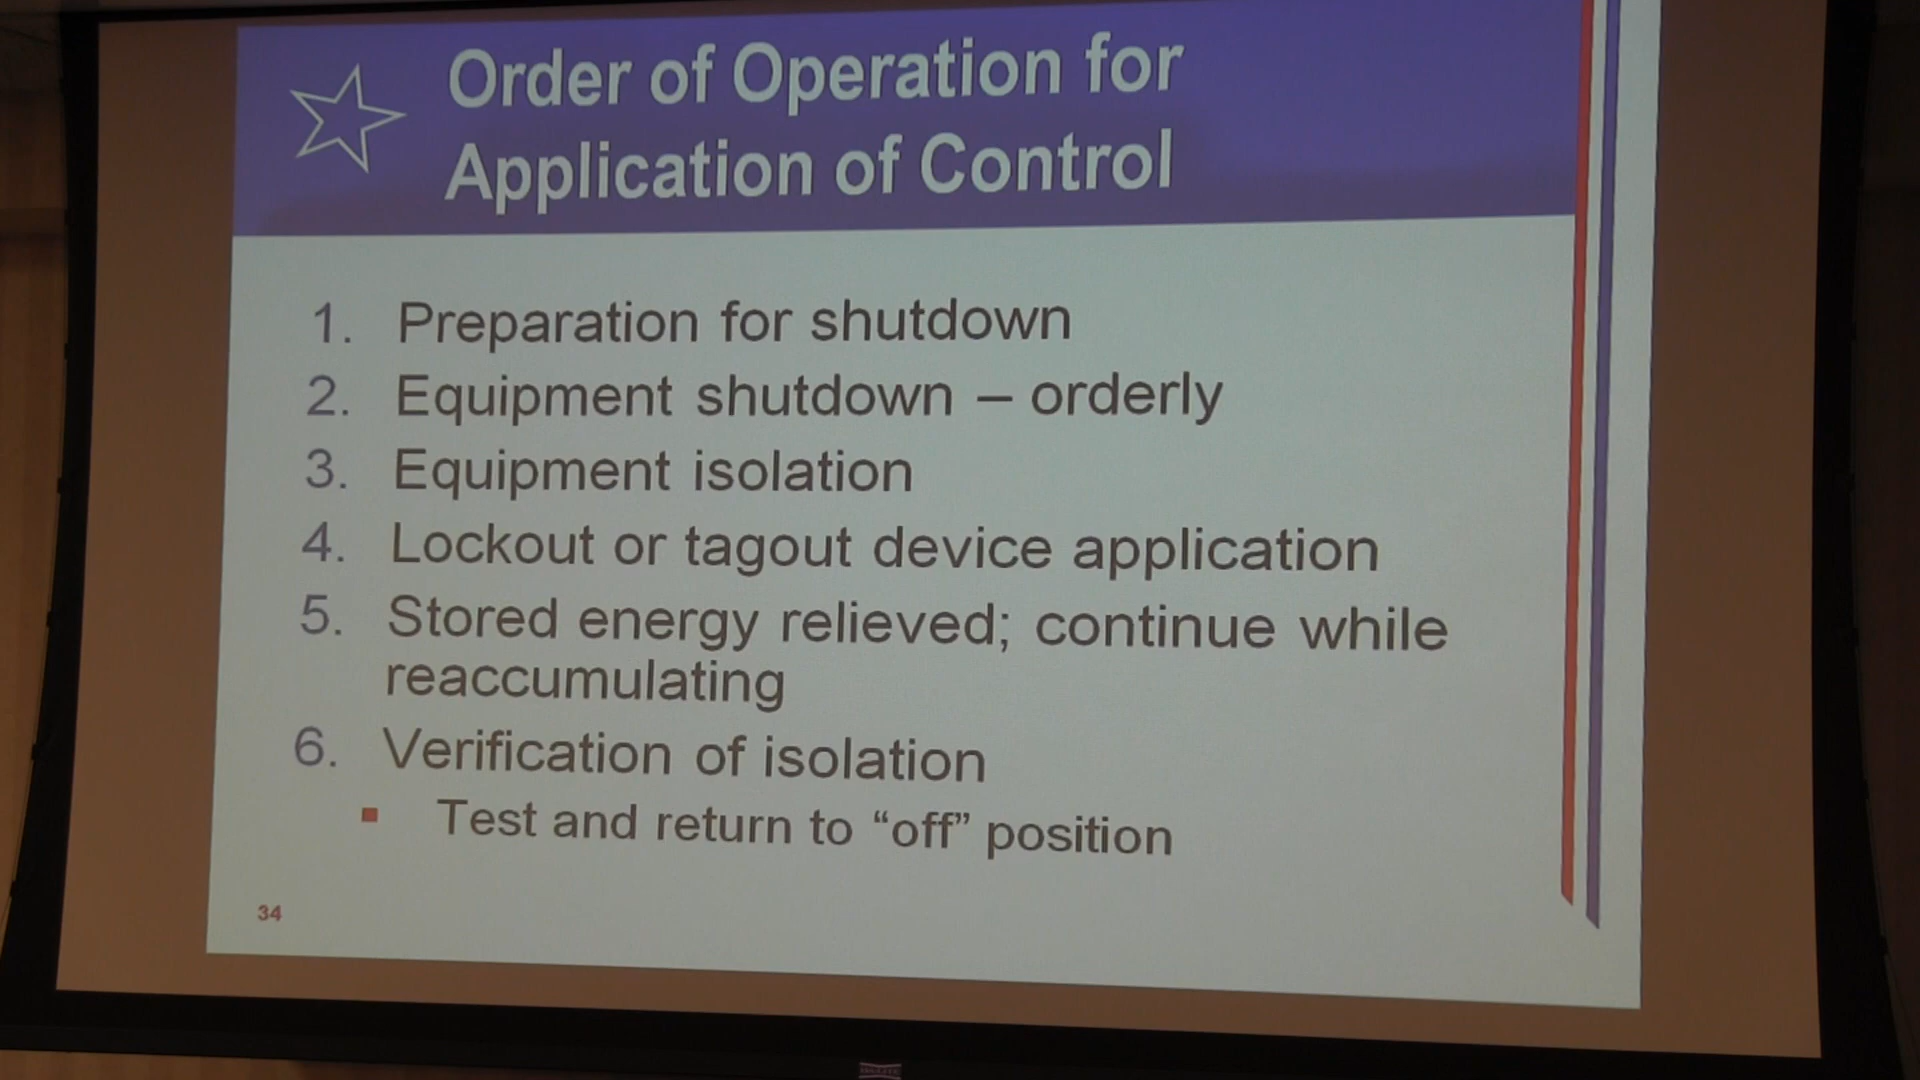 Order of Operation for
Application of Control
1. Preparation for shutdown
2. Equipment shutdown – orderly
3. Equipment isolation
4. Lockout or tagout device application
5. Stored energy relieved; continue while
reaccumulating
6. Verification of isolation
▪ Test and return to “off” position
34